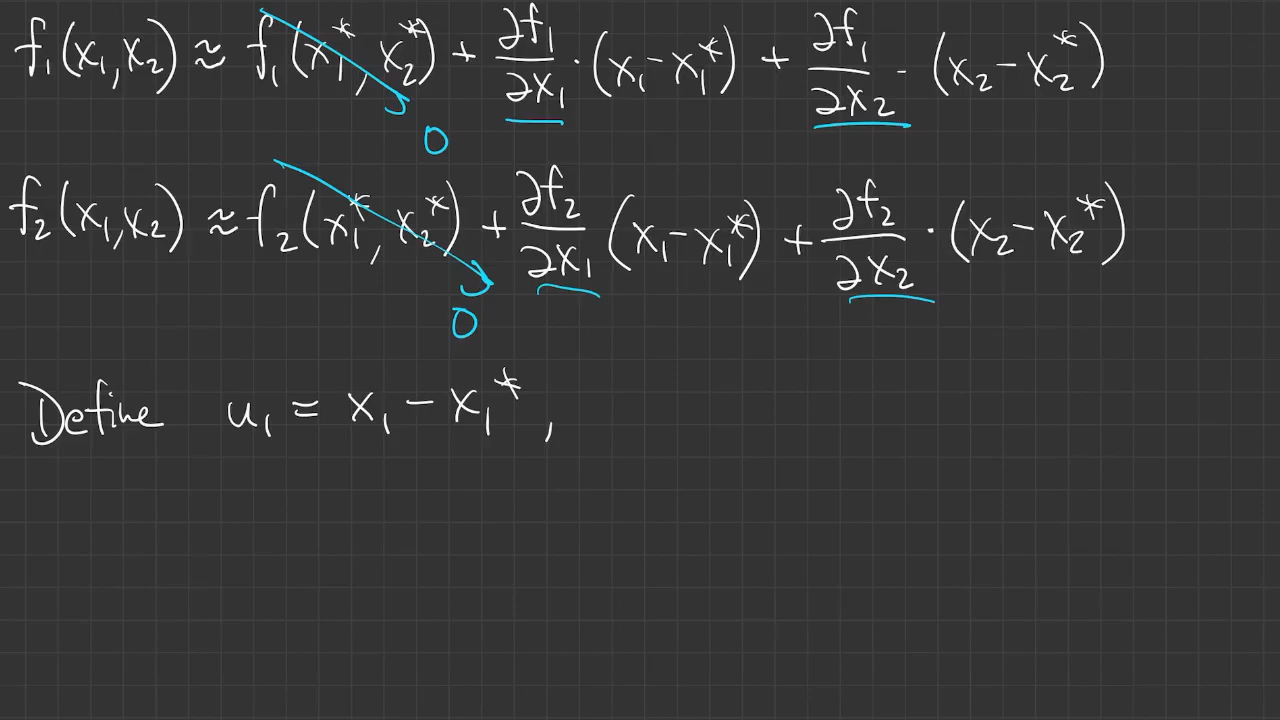 f₁(x₁,x₂) ≈ f₁(x₁*, x₂*) + ∂f₁/∂x₁ · (x₁-x₁*) + ∂f₁/∂x₂ · (x₂-x₂*)
0
f₂(x₁,x₂) ≈ f₂(x₁*, x₂*) + ∂f₂/∂x₁ (x₁-x₁*) + ∂f₂/∂x₂ · (x₂-x₂*)
0
Define u₁ = x₁ - x₁*,